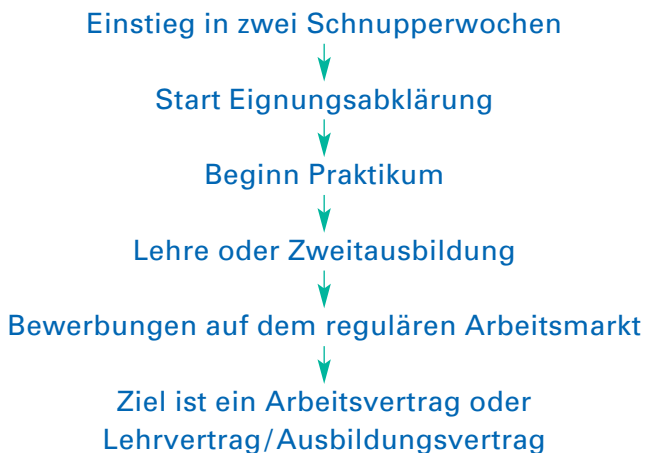 Einstieg in zwei Schnupperwochen
Start Eignungsabklärung
Beginn Praktikum
Lehre oder Zweitausbildung
Bewerbungen auf dem regulären Arbeitsmarkt
Ziel ist ein Arbeitsvertrag oder
Lehrvertrag/Ausbildungsvertrag